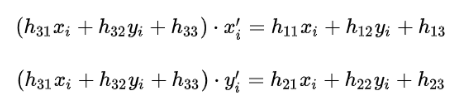 (h₃₁xᵢ + h₃₂yᵢ + h₃₃) · x′ᵢ = h₁₁xᵢ + h₁₂yᵢ + h₁₃
(h₃₁xᵢ + h₃₂yᵢ + h₃₃) · y′ᵢ = h₂₁xᵢ + h₂₂yᵢ + h₂₃